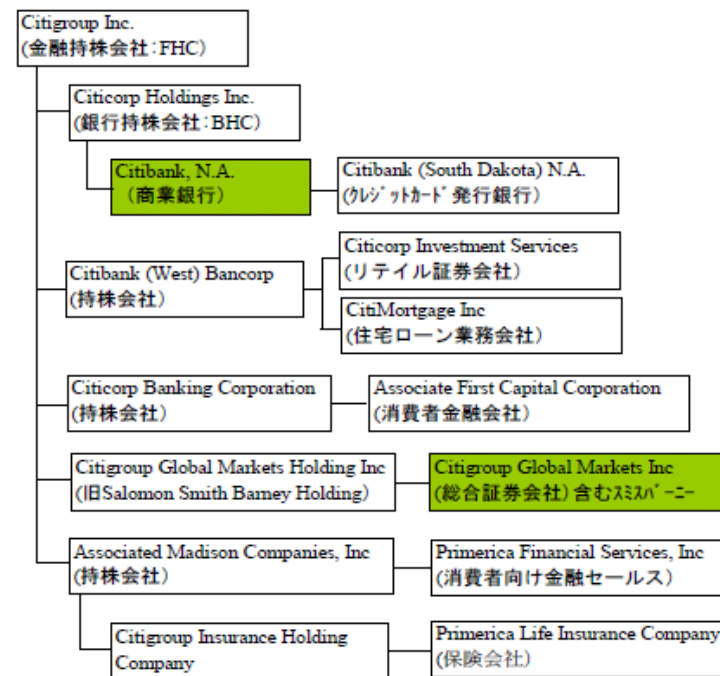 Citigroup Inc.
(金融持株会社:FHC)
Citicorp Holdings Inc.
(銀行持株会社:BHC)
Citibank, N.A.
(商業銀行)
Citibank (South Dakota) N.A.
(クレジットカード発行銀行)
Citibank (West) Bancorp
(持株会社)
Citicorp Investment Services
(リテイル証券会社)
CitiMortgage Inc
(住宅ローン業務会社)
Citicorp Banking Corporation
(持株会社)
Associate First Capital Corporation
(消費者金融会社)
Citigroup Global Markets Holding Inc
(旧Salomon Smith Barney Holding)
Citigroup Global Markets Inc
(総合証券会社)含むスミスバーニー
Associated Madison Companies, Inc
(持株会社)
Primerica Financial Services, Inc
(消費者向け金融セールス)
Citigroup Insurance Holding
Company
Primerica Life Insurance Company
(保険会社)